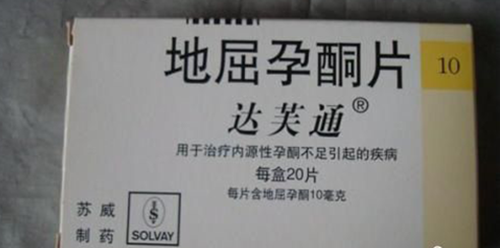 地屈孕酮片
10
达芙通®
用于治疗内源性孕酮不足引起的疾病
每盒20片
每片含地屈孕酮10毫克
苏威
制药
SOLVAY